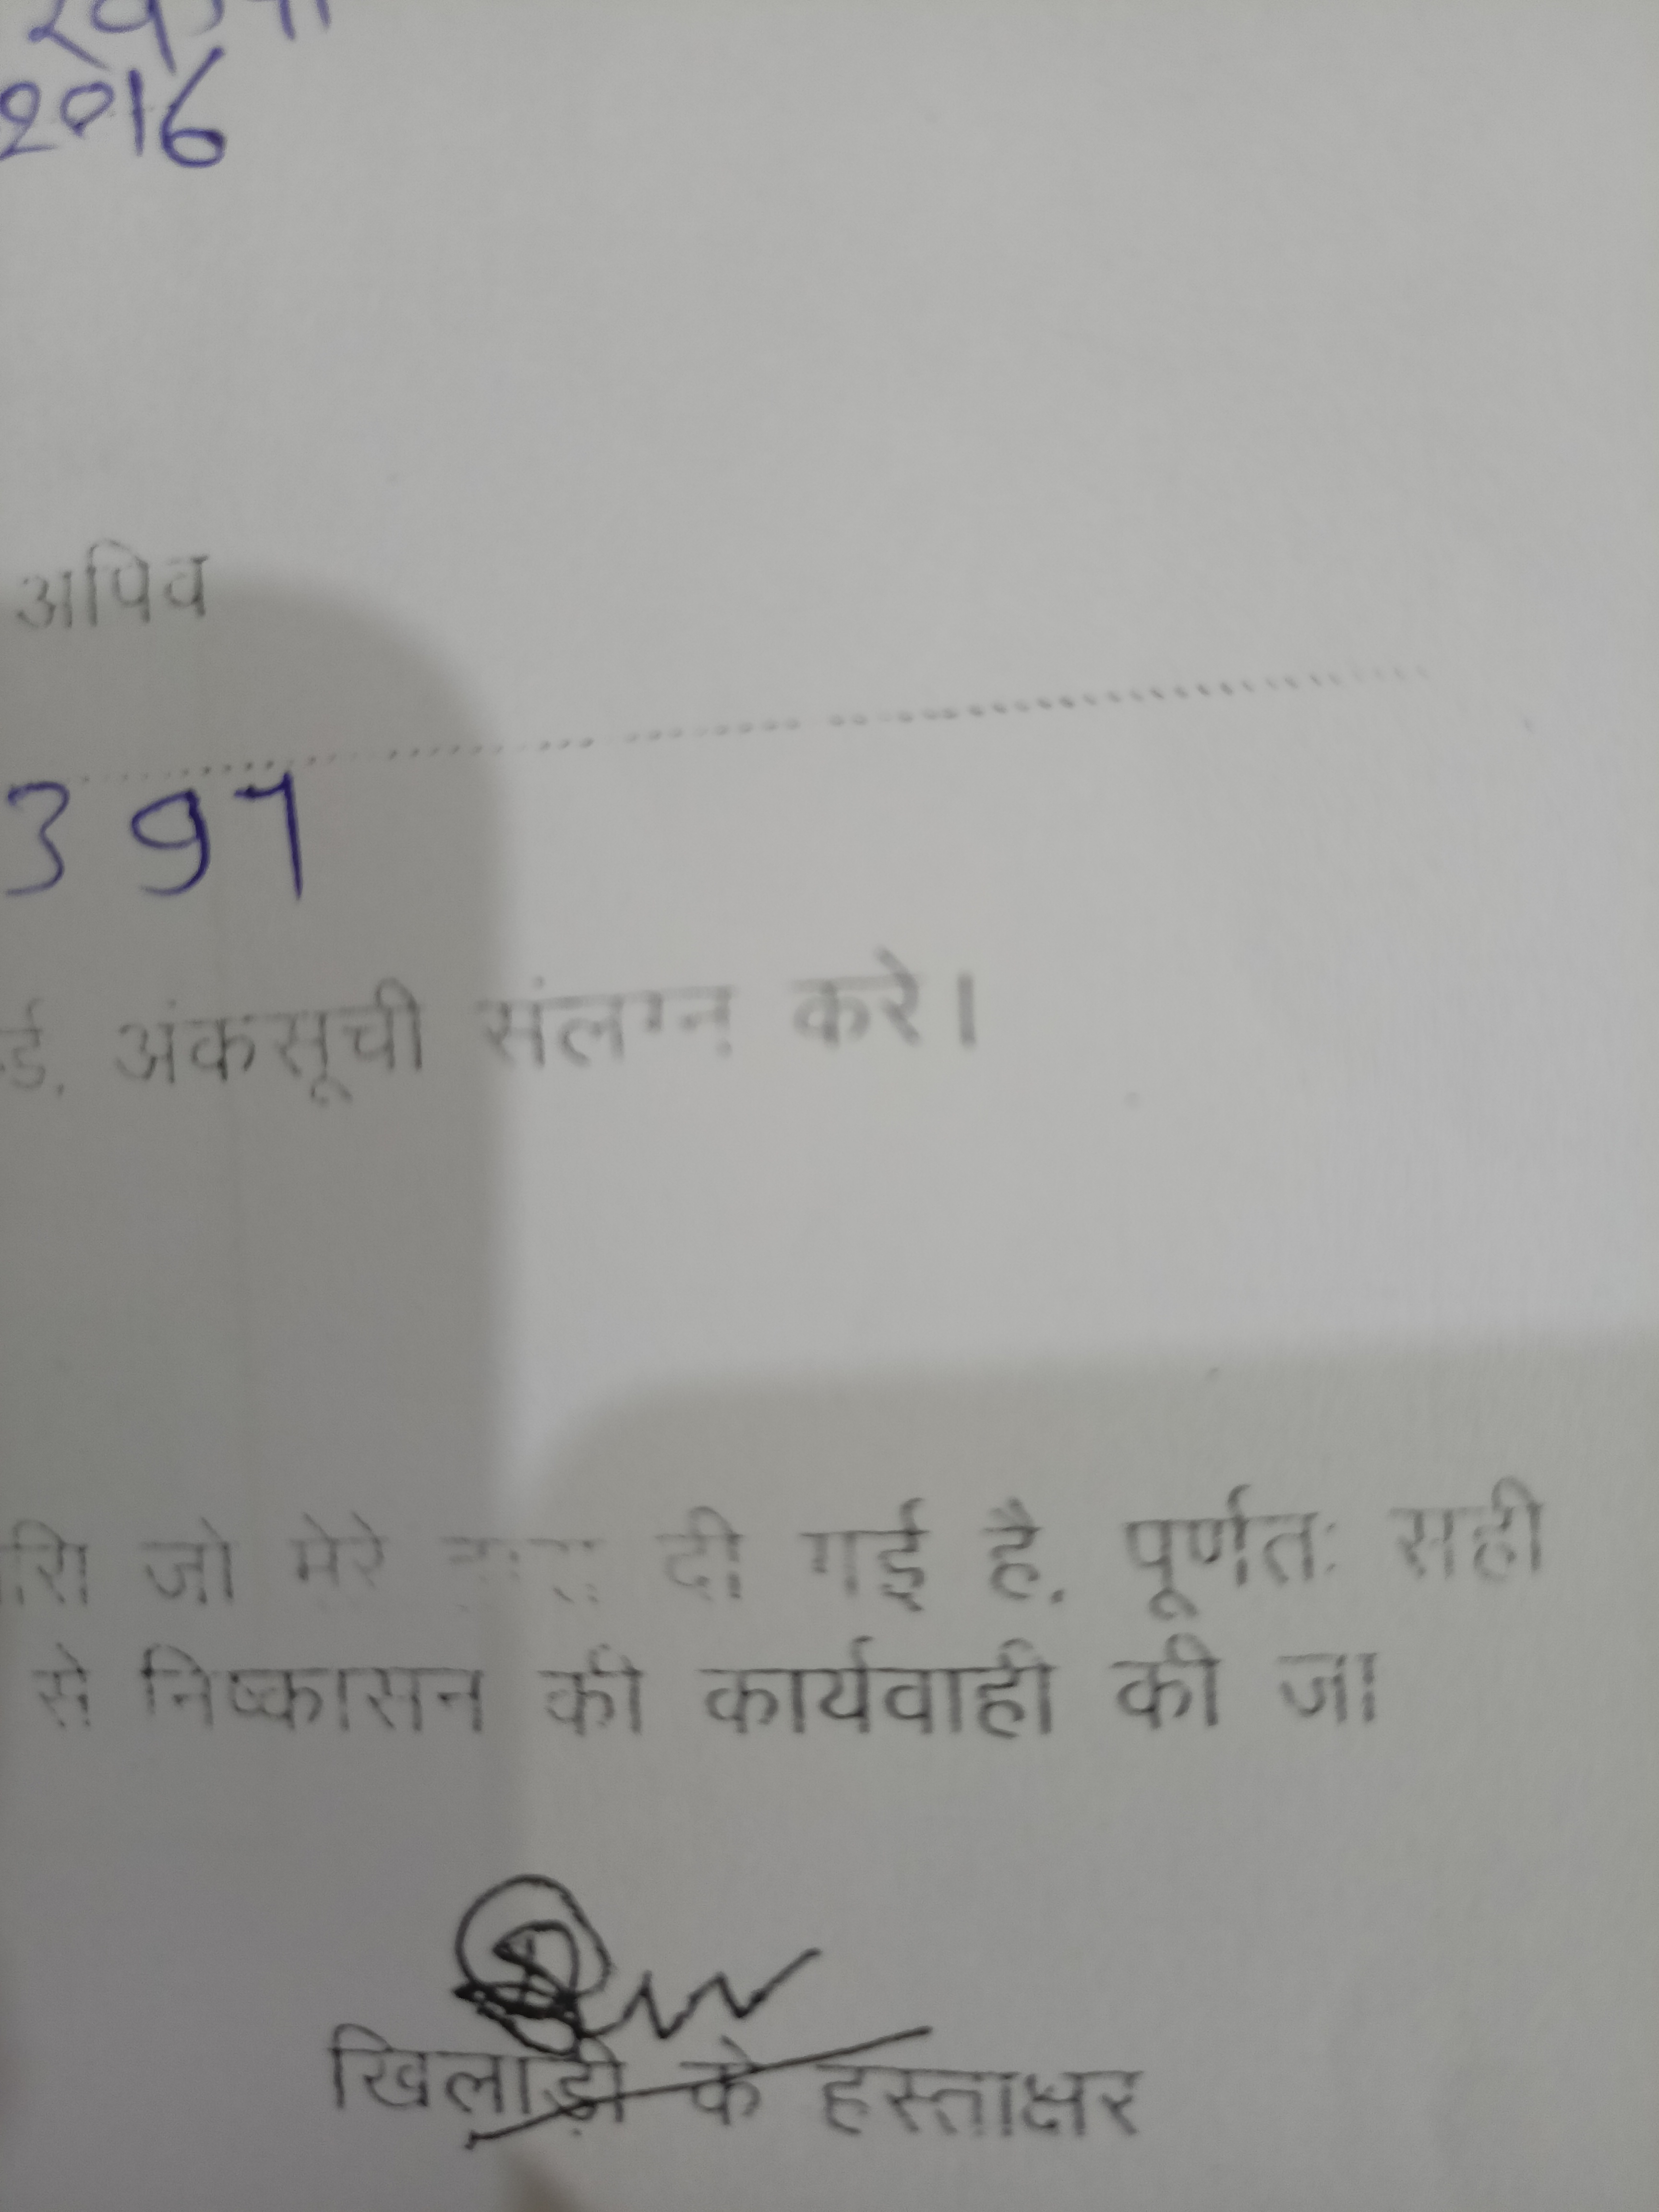 2016
अपिव
397
अंकसूची संलग्न करे।
जो मेरे दी गई है, पूर्णतः सही
से निष्कासन की कार्यवाही की जा
खिलाड़ी के हस्ताक्षर